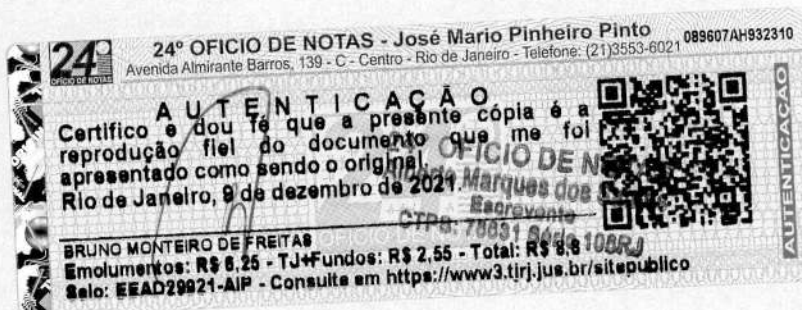 24º
OFICIO DE NOTAS
24º OFICIO DE NOTAS - José Mario Pinheiro Pinto
089607AH932310
Avenida Almirante Barros, 139 - C - Centro - Rio de Janeiro - Telefone: (21)3553-6021
AUTENTICAÇÃO
Certifico e dou fé que a presente cópia é a
reprodução fiel do documento que me foi
apresentado como sendo o original.
Rio de Janeiro, 9 de dezembro de 2021.
OFICIO DE
Marques dos
Escrevente
CTPS: 78831 Série 105RJ
BRUNO MONTEIRO DE FREITAS
Emolumentos: R$ 6,25 - TJ+Fundos: R$ 2,55 - Total: R$ 8,8
Selo: EEAD29921-AIP - Consulte em https://www3.tjrj.jus.br/sitepublico
AUTENTICAÇÃO